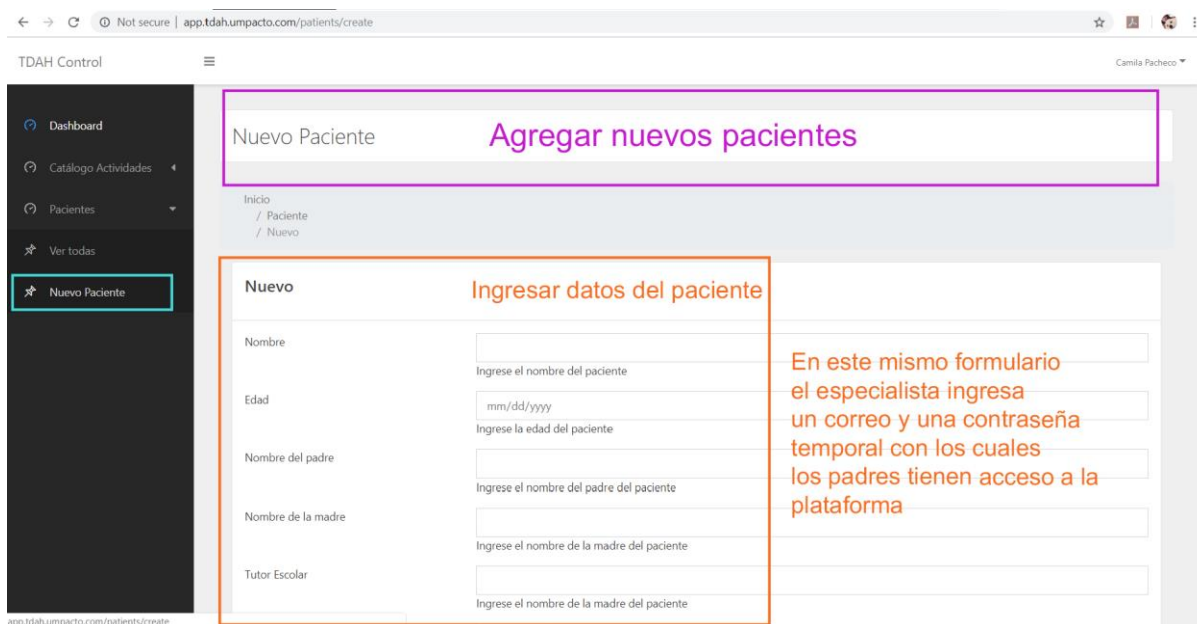 Not secure | app.tdah.umpacto.com/patients/create
TDAH Control
Camila Pacheco
Dashboard
Catálogo Actividades
Pacientes
Ver todas
Nuevo Paciente
Nuevo Paciente
Agregar nuevos pacientes
Inicio
/ Paciente
/ Nuevo
Nuevo
Ingresar datos del paciente
Nombre
Ingrese el nombre del paciente
Edad
mm/dd/yyyy
Ingrese la edad del paciente
Nombre del padre
Ingrese el nombre del padre del paciente
Nombre de la madre
Ingrese el nombre de la madre del paciente
Tutor Escolar
Ingrese el nombre de la madre del paciente
En este mismo formulario
el especialista ingresa
un correo y una contraseña
temporal con los cuales
los padres tienen acceso a la
plataforma
app.tdah.umpacto.com/patients/create